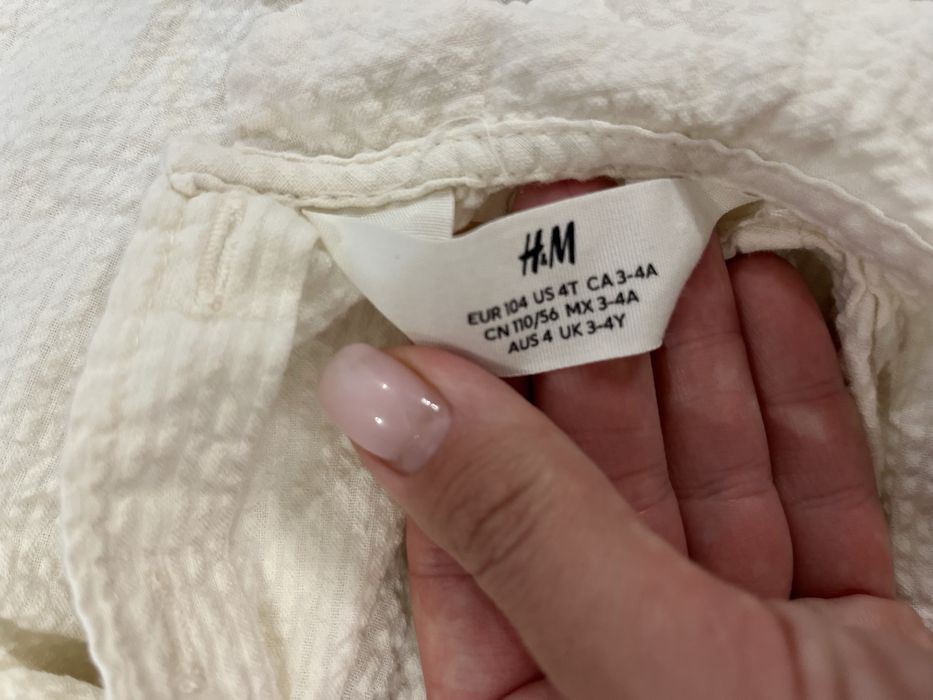 H&M
EUR 104 US 4T CA 3-4A
CN 110/56 MX 3-4A
AUS 4 UK 3-4Y